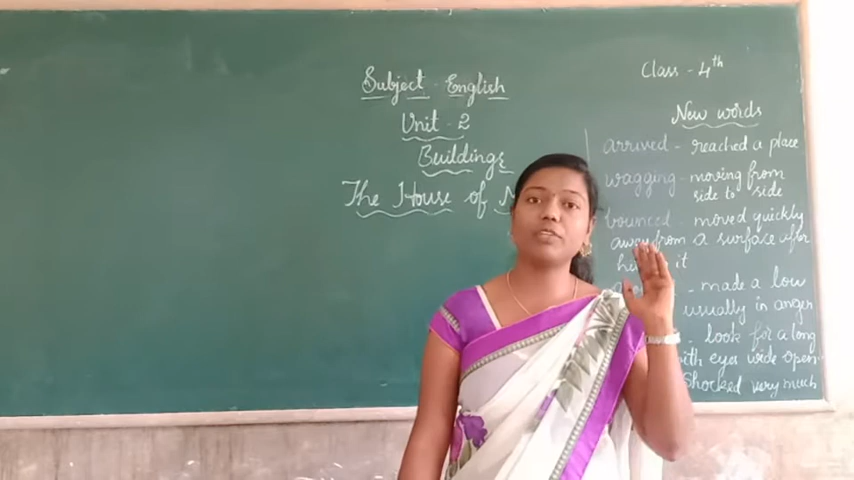 Subject - English
Unit - 2
Buildings
The House of
Class - 4th
New words
arrived - reached a place
wagging - moving from
side to side
bounced - moved quickly
away from a surface after
it
- made a low
usually in anger
- look for a long
with eyes wide open
shocked very much